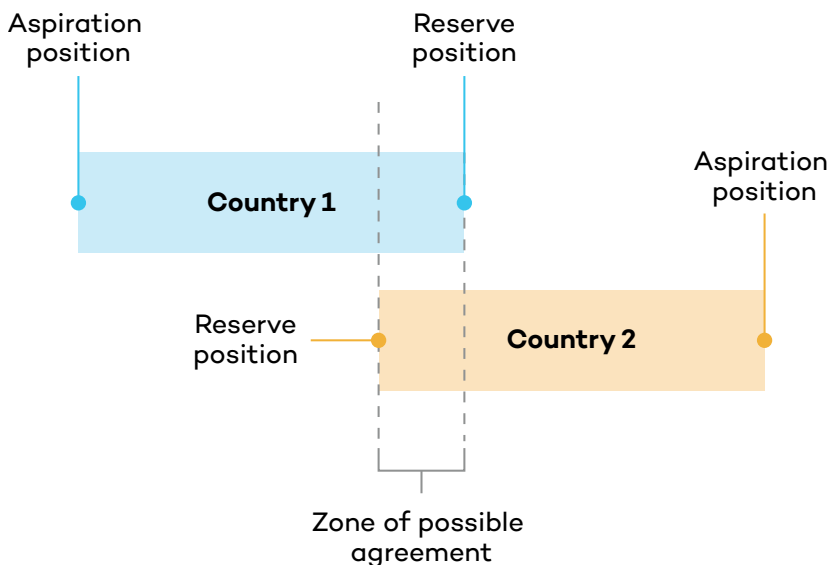 Aspiration
position
Reserve
position
Aspiration
position
Country 1
Reserve
position
Country 2
Zone of possible
agreement